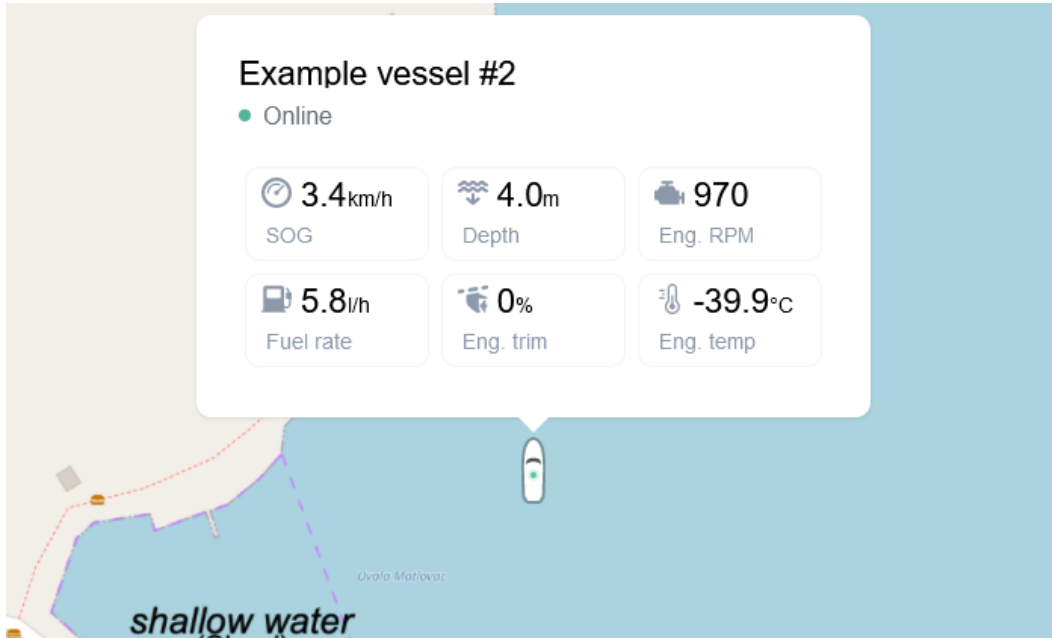 Example vessel #2
Online
3.4km/h
SOG
4.0m
Depth
970
Eng. RPM
5.8l/h
Fuel rate
0%
Eng. trim
-39.9°C
Eng. temp
Uvala Matlovac
shallow water